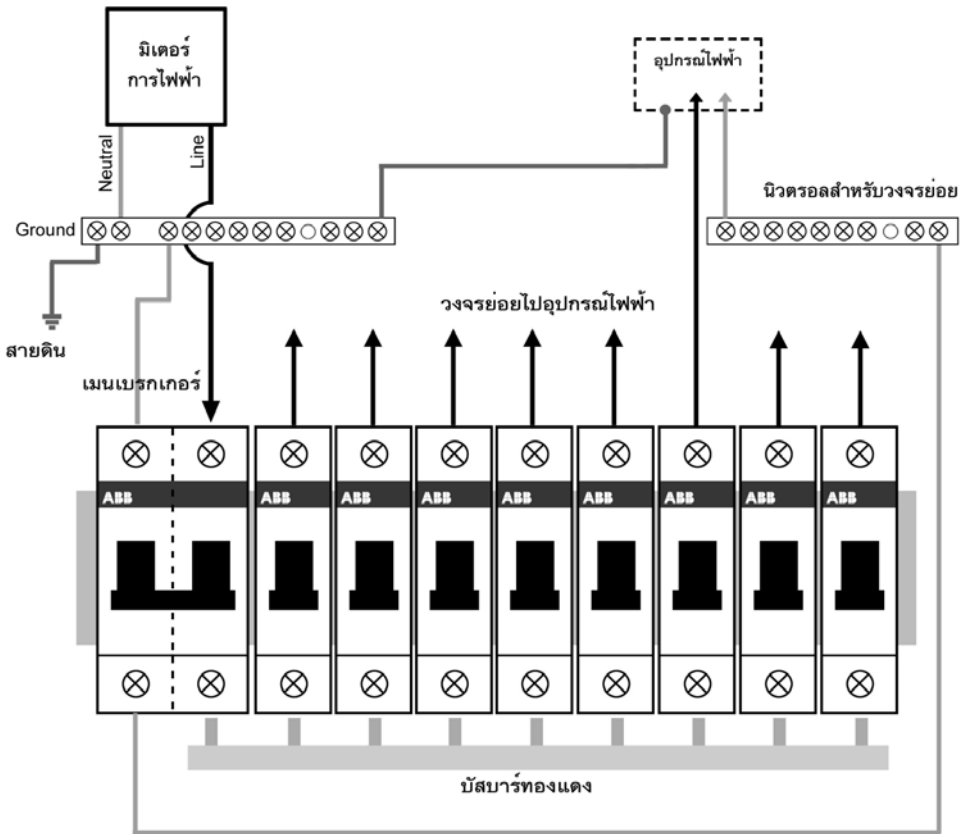 มิเตอร์
การไฟฟ้า
อุปกรณ์ไฟฟ้า
Neutral
Line
นิวตรอลสำหรับวงจรย่อย
Ground
วงจรย่อยไปอุปกรณ์ไฟฟ้า
สายดิน
เมนเบรกเกอร์
ABB ABB ABB ABB ABB ABB ABB ABB ABB
บัสบาร์ทองแดง